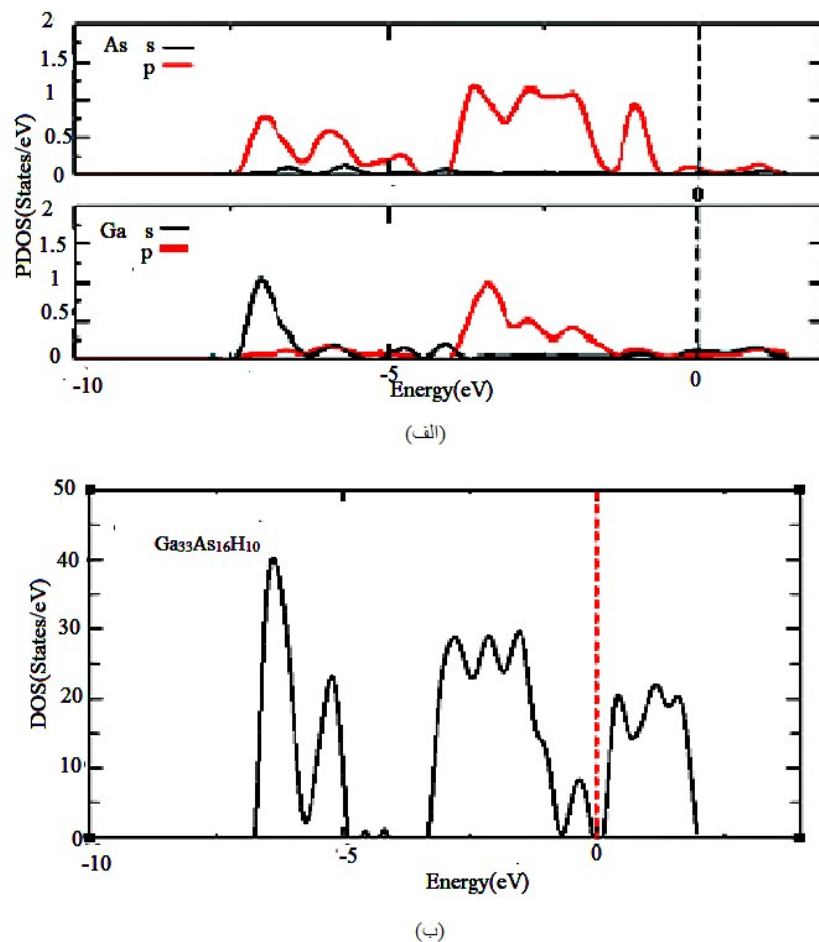 2
As s
p
1.5
1
0.5
0
0
PDOS(States/eV)
2
Ga s
p
1.5
1
0.5
0
-10
-5
0
Energy(eV)
(الف)
50
Ga₃₃As₁₆H₁₀
40
30
20
10
0
DOS(States/eV)
-10
-5
0
Energy(eV)
(ب)